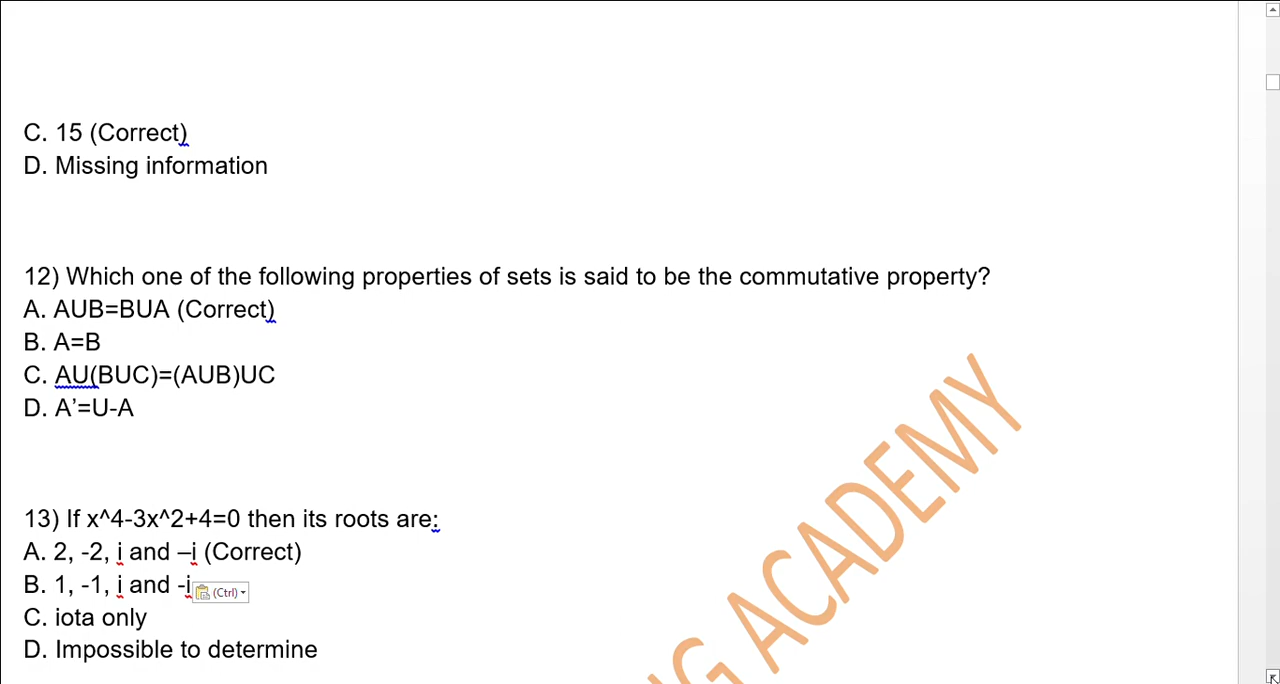 C. 15 (Correct)
D. Missing information
12) Which one of the following properties of sets is said to be the commutative property?
A. AUB=BUA (Correct)
B. A=B
C. AU(BUC)=(AUB)UC
D. A’=U-A
13) If x^4-3x^2+4=0 then its roots are:
A. 2, -2, i and –i (Correct)
B. 1, -1, i and -i
(Ctrl)
C. iota only
D. Impossible to determine
G ACADEMY